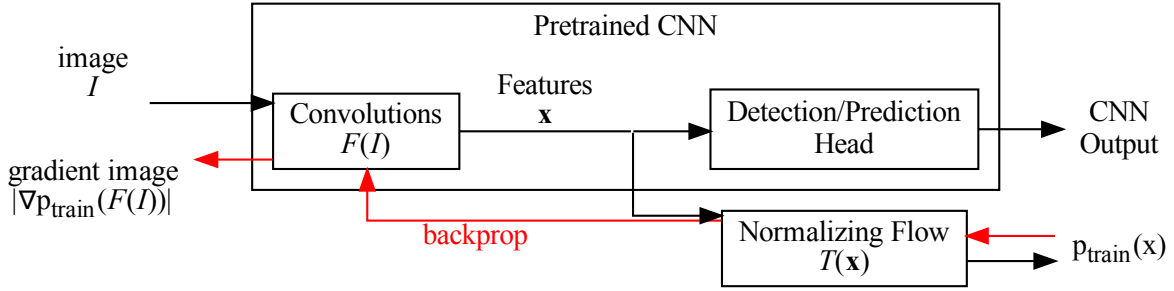 Pretrained CNN
image
I
Features
x
Convolutions
F(I)
Detection/Prediction
Head
CNN
Output
gradient image
|∇p_train(F(I))|
backprop
Normalizing Flow
T(x)
p_train(x)